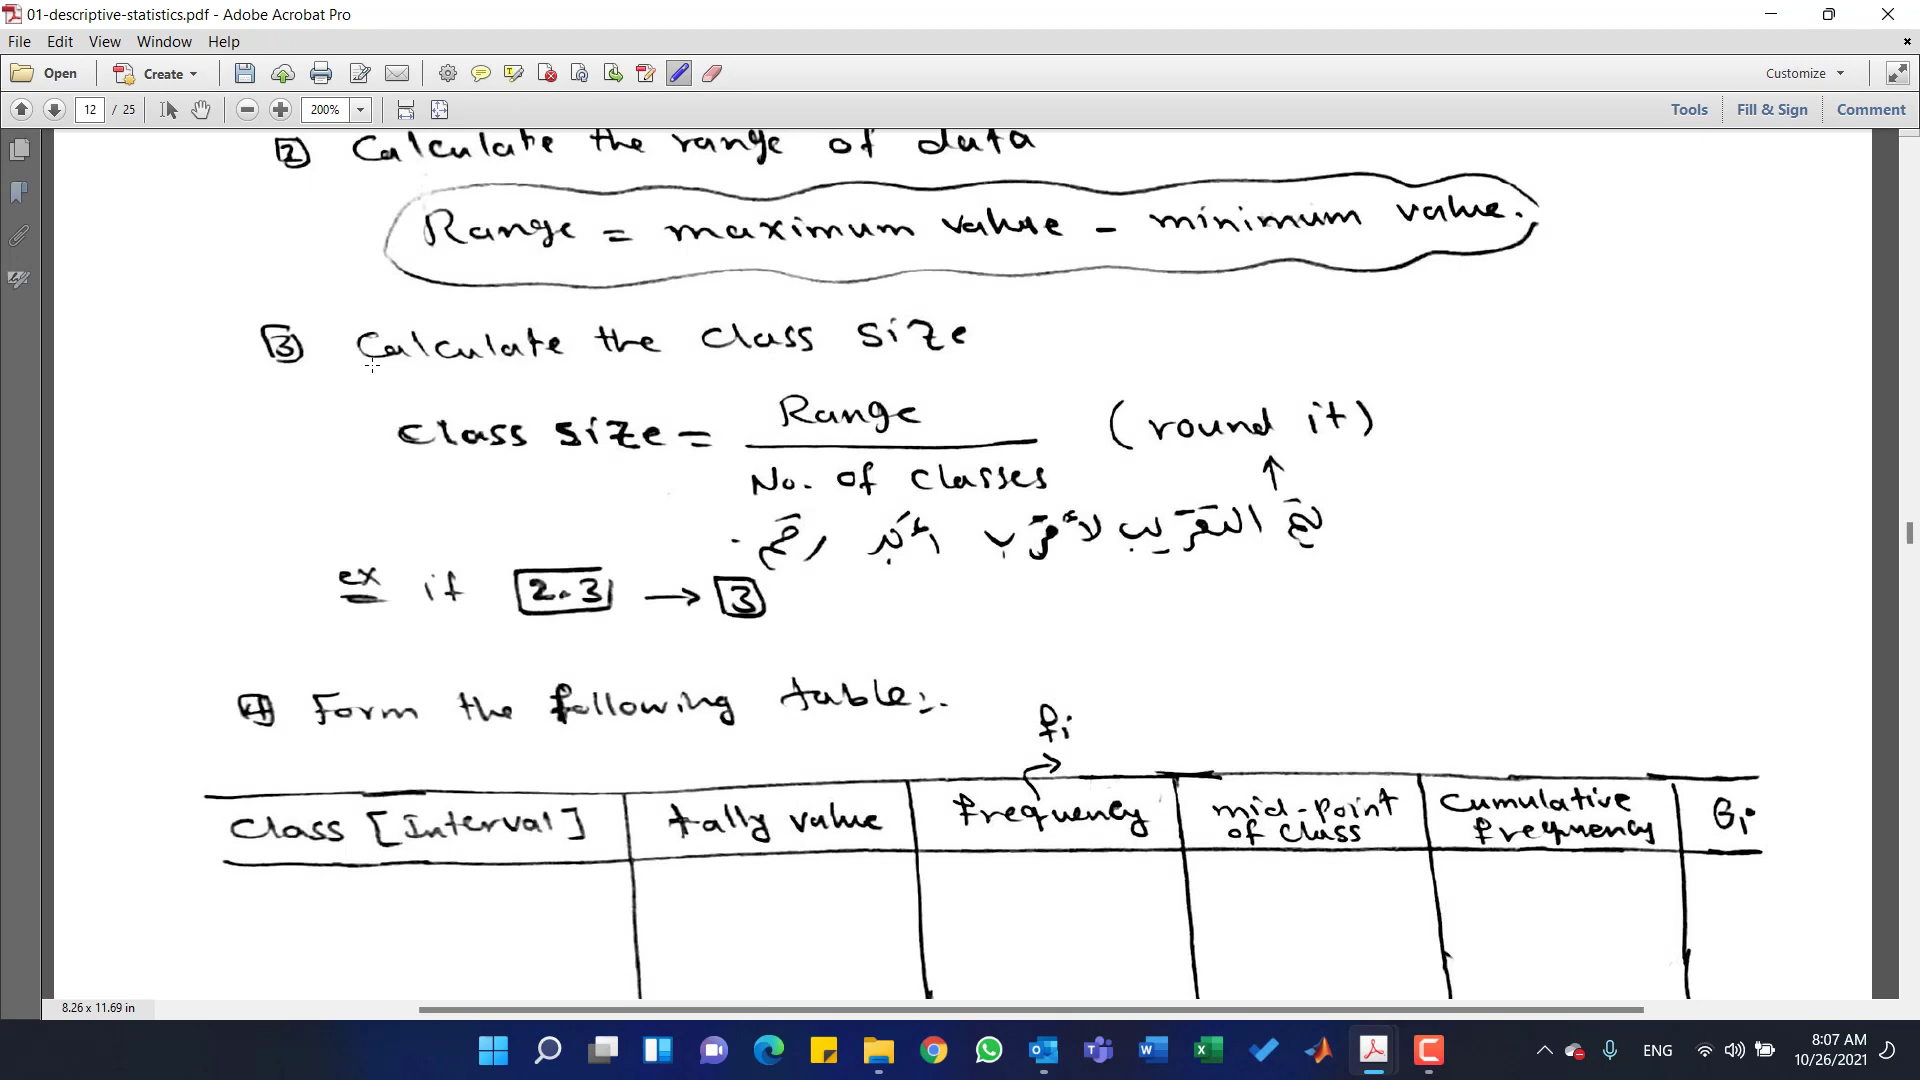 01-descriptive-statistics.pdf - Adobe Acrobat Pro
File Edit View Window Help
Open Create Customize
12 / 25 200% Tools Fill & Sign Comment
2 Calculate the range of data
Range = maximum value - minimum value.
3 Calculate the class size
class size = Range
No. of classes
(round it)
يتم التقريب لأقرب أكبر رقم.
ex if 2.3 → 3
4 Form the following table:-
fi
Class [Interval] tally value frequency mid-point of class cumulative frequency Bi
8.26 x 11.69 in
ENG
8:07 AM
10/26/2021